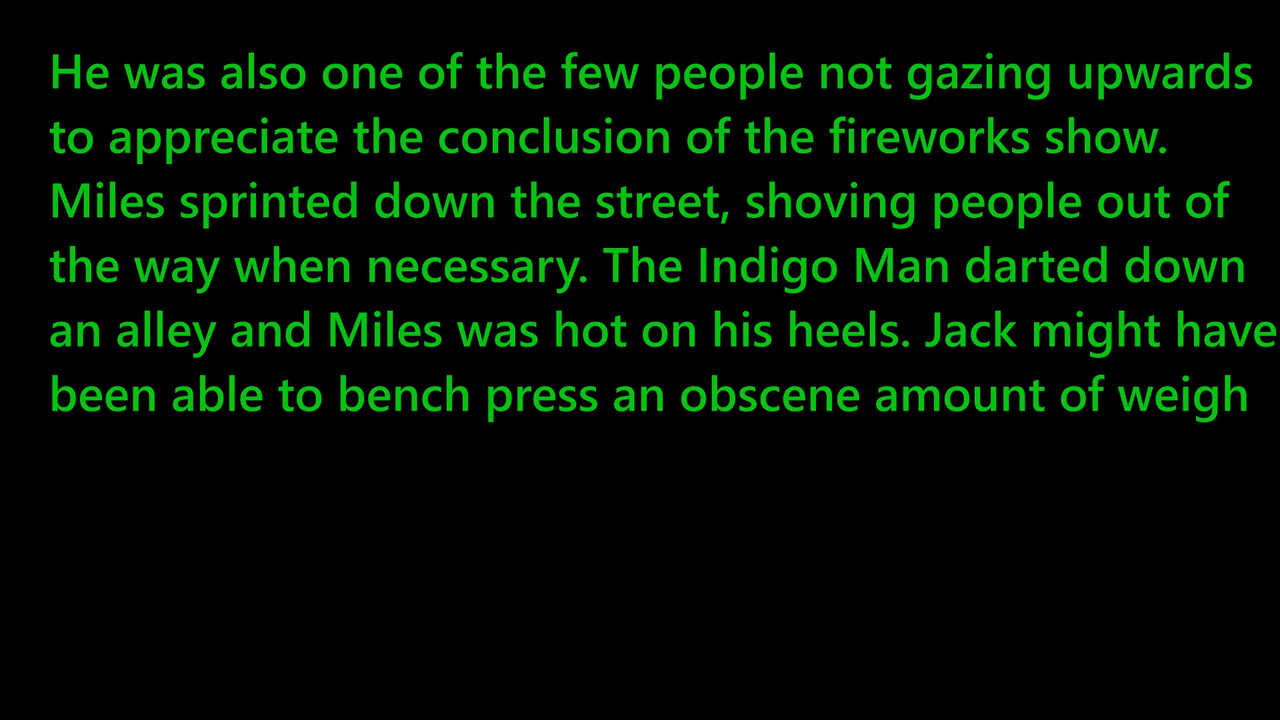 He was also one of the few people not gazing upwards
to appreciate the conclusion of the fireworks show.
Miles sprinted down the street, shoving people out of
the way when necessary. The Indigo Man darted down
an alley and Miles was hot on his heels. Jack might have
been able to bench press an obscene amount of weigh